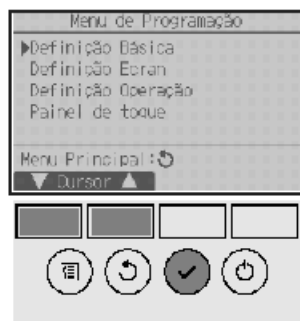 Menu de Programação
Definição Básica
Definição Ecran
Definição Operação
Painel de toque
Menu Principal:
Cursor